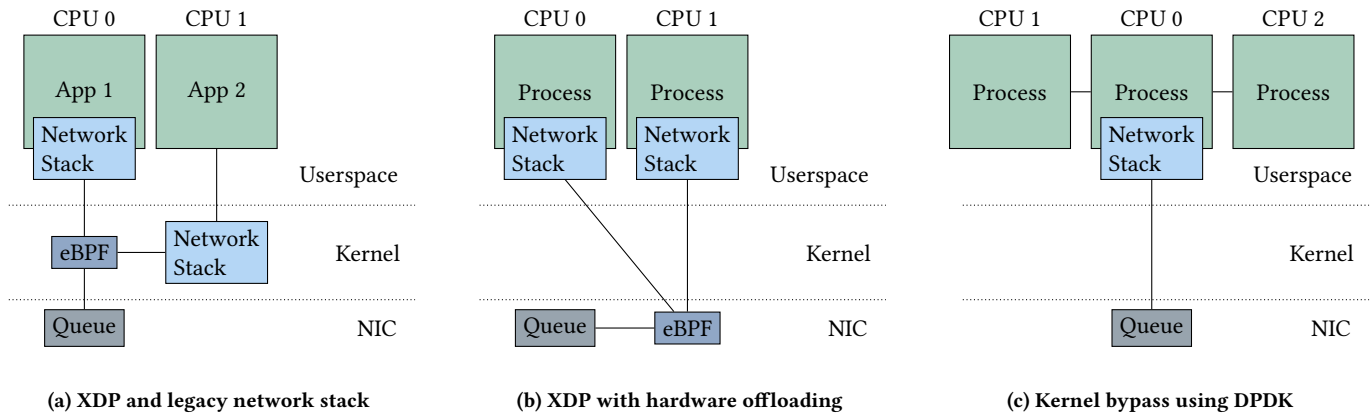 CPU 0
CPU 1
App 1
App 2
Network
Stack
Userspace
eBPF
Network
Stack
Kernel
Queue
NIC
(a) XDP and legacy network stack
CPU 0
CPU 1
Process
Process
Network
Stack
Network
Stack
Userspace
Kernel
Queue
eBPF
NIC
(b) XDP with hardware offloading
CPU 1
CPU 0
CPU 2
Process
Process
Process
Network
Stack
Userspace
Kernel
Queue
NIC
(c) Kernel bypass using DPDK